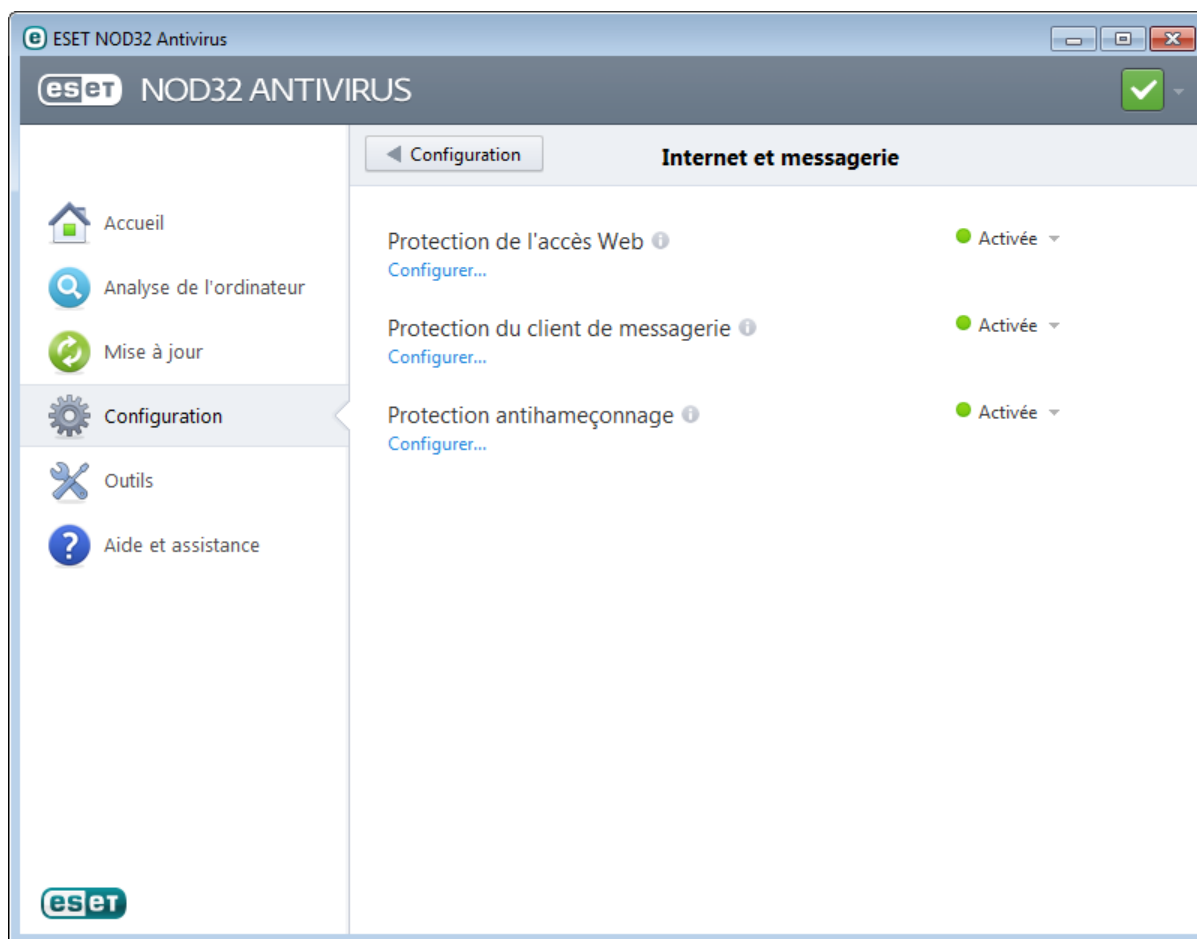 ESET NOD32 Antivirus
eset NOD32 ANTIVIRUS
Configuration
Internet et messagerie
Accueil
Analyse de l'ordinateur
Mise à jour
Configuration
Outils
Aide et assistance
Protection de l'accès Web
Activée
Configurer...
Protection du client de messagerie
Activée
Configurer...
Protection antihameçonnage
Activée
Configurer...
eset